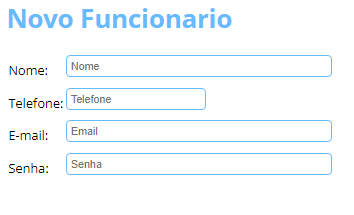 Novo Funcionario
Nome: Nome
Telefone: Telefone
E-mail: Email
Senha: Senha